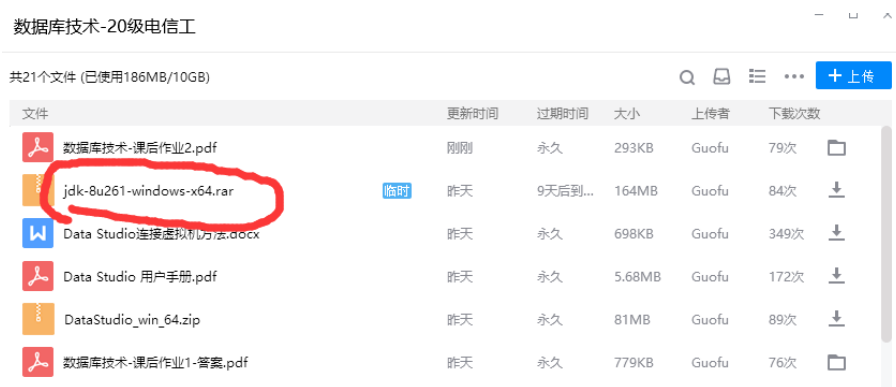 数据库技术-20级电信工
共21个文件 (已使用186MB/10GB)
上传
文件 更新时间 过期时间 大小 上传者 下载次数
数据库技术-课后作业2.pdf 刚刚 永久 293KB Guofu 79次
jdk-8u261-windows-x64.rar 临时 昨天 9天后到... 164MB Guofu 84次
Data Studio连接虚拟机方法.docx 昨天 永久 698KB Guofu 349次
Data Studio 用户手册.pdf 昨天 永久 5.68MB Guofu 172次
DataStudio_win_64.zip 昨天 永久 81MB Guofu 89次
数据库技术-课后作业1-答案.pdf 昨天 永久 779KB Guofu 76次